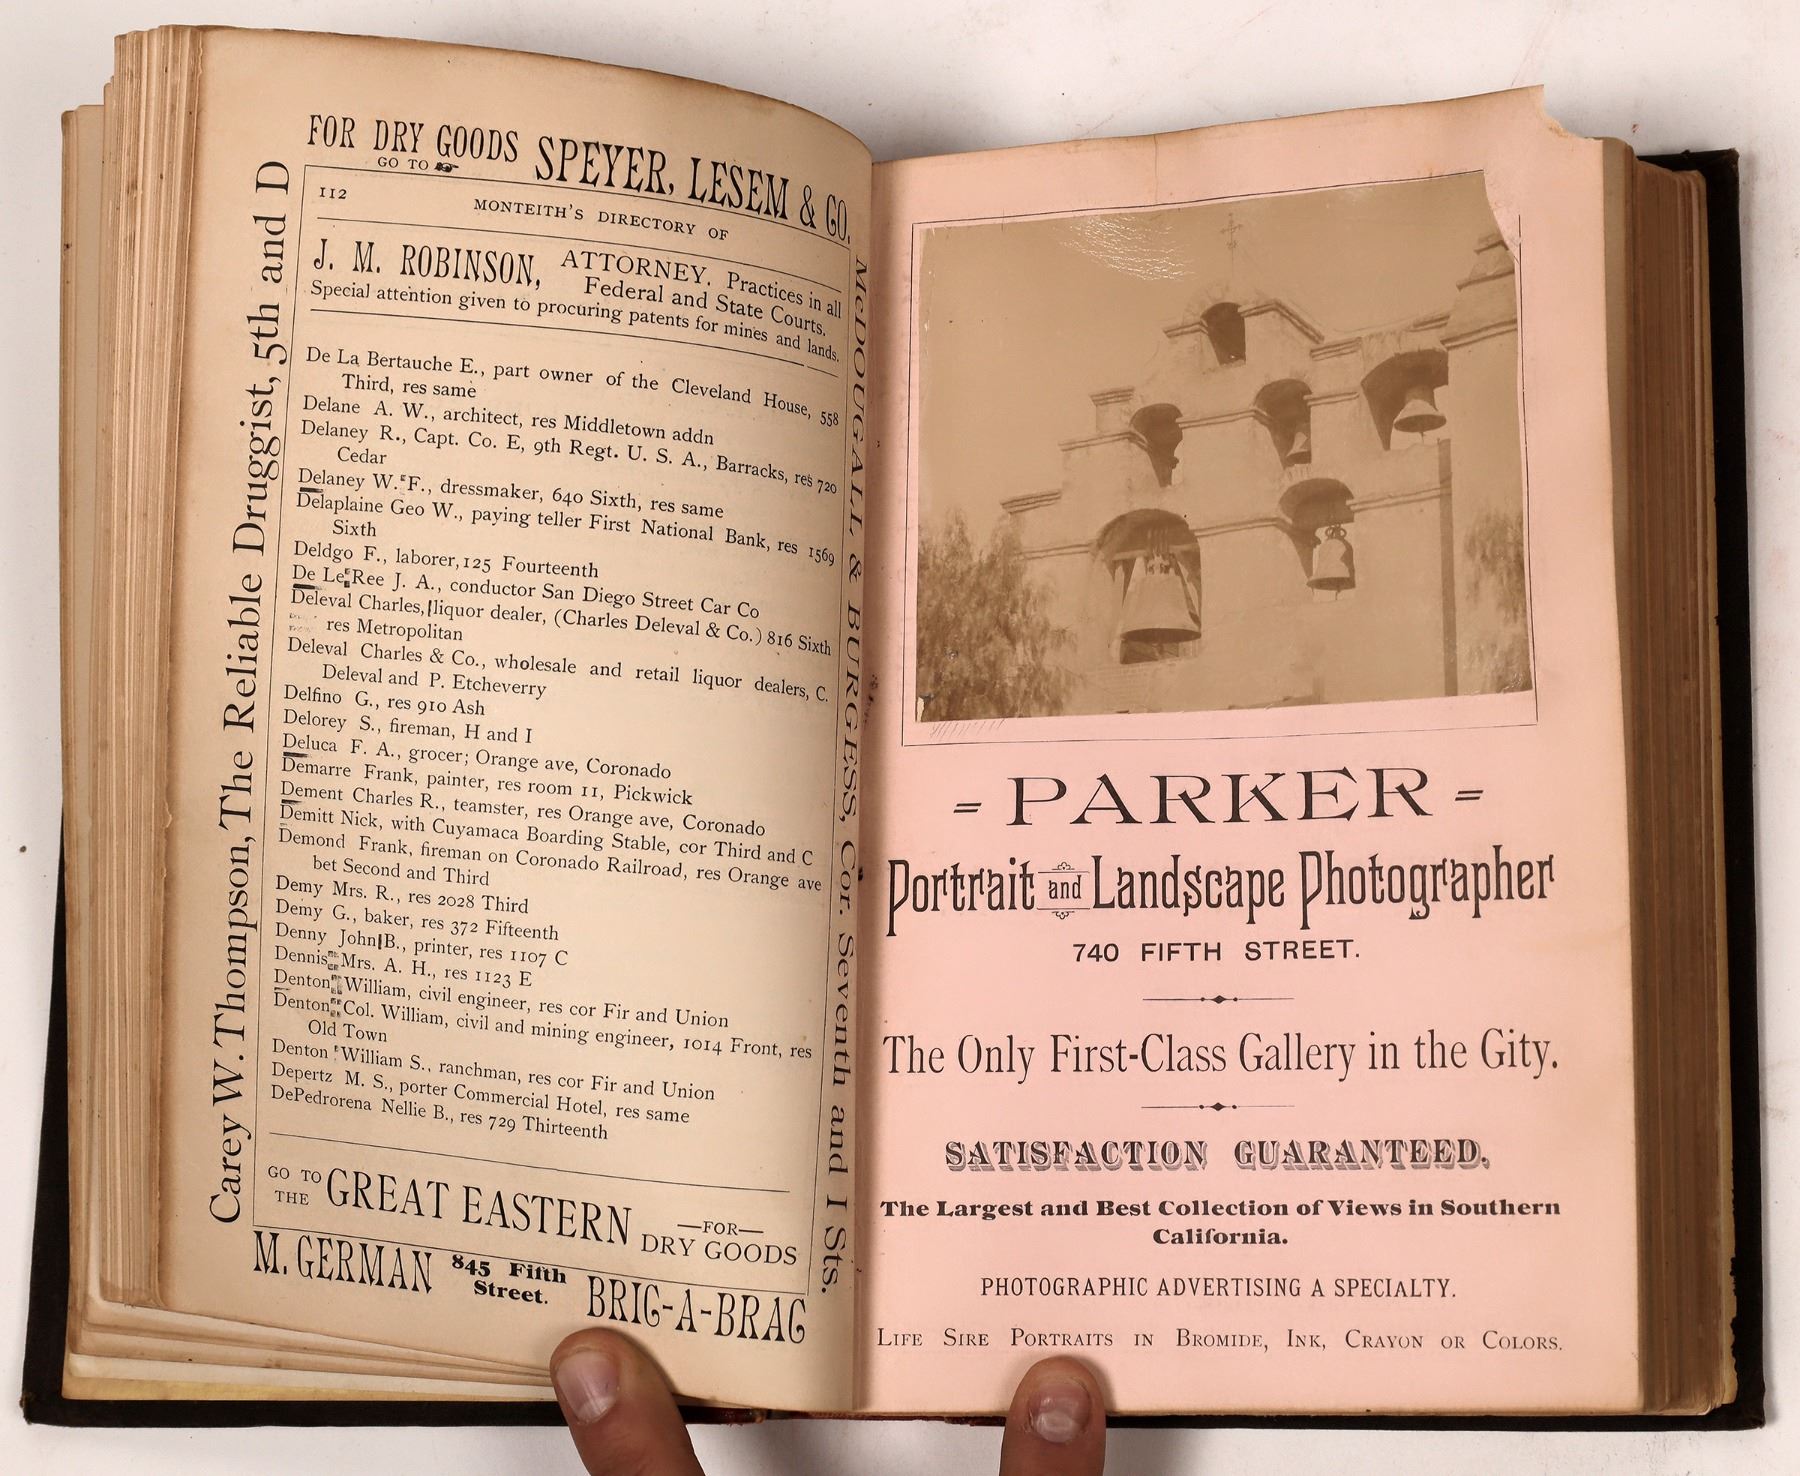 FOR DRY GOODS SPEYER, LESEM & CO.
GO TO
112
MONTEITH'S DIRECTORY OF
J. M. ROBINSON, ATTORNEY. Practices in all
Federal and State Courts.
Special attention given to procuring patents for mines and lands.
De La Bertauche E., part owner of the Cleveland House, 558
Third, res same
Delane A. W., architect, res Middletown addn
Delaney R., Capt. Co. E, 9th Regt. U. S. A., Barracks, res 720
Cedar
Delaney W. F., dressmaker, 640 Sixth, res same
Delaplaine Geo W., paying teller First National Bank, res 1569
Sixth
Deldgo F., laborer, 125 Fourteenth
De Le Ree J. A., conductor San Diego Street Car Co
Deleval Charles, liquor dealer, (Charles Deleval & Co.) 816 Sixth
res Metropolitan
Deleval Charles & Co., wholesale and retail liquor dealers, C.
Deleval and P. Etcheverry
Delfino G., res 910 Ash
Delorey S., fireman, H and I
Deluca F. A., grocer; Orange ave, Coronado
Demarre Frank, painter, res room 11, Pickwick
Dement Charles R., teamster, res Orange ave, Coronado
Demitt Nick, with Cuyamaca Boarding Stable, cor Third and C
Demond Frank, fireman on Coronado Railroad, res Orange ave
bet Second and Third
Demy Mrs. R., res 2028 Third
Demy G., baker, res 372 Fifteenth
Denny John B., printer, res 1107 C
Dennis Mrs. A. H., res 1123 E
Denton William, civil engineer, res cor Fir and Union
Denton Col. William, civil and mining engineer, 1014 Front, res
Old Town
Denton William S., ranchman, res cor Fir and Union
Depertz M. S., porter Commercial Hotel, res same
DePedrorena Nellie B., res 729 Thirteenth
GO TO THE GREAT EASTERN —FOR— DRY GOODS
M. GERMAN 845 Fifth Street. BRIC-A-BRAC
Carey W. Thompson, The Reliable Druggist, 5th and D
McDOUGALL & BURGESS, Cor. Seventh and I Sts.
- PARKER -
Portrait and Landscape Photographer
740 FIFTH STREET.
The Only First-Class Gallery in the City.
SATISFACTION GUARANTEED.
The Largest and Best Collection of Views in Southern
California.
PHOTOGRAPHIC ADVERTISING A SPECIALTY.
LIFE SIRE PORTRAITS IN BROMIDE, INK, CRAYON OR COLORS.